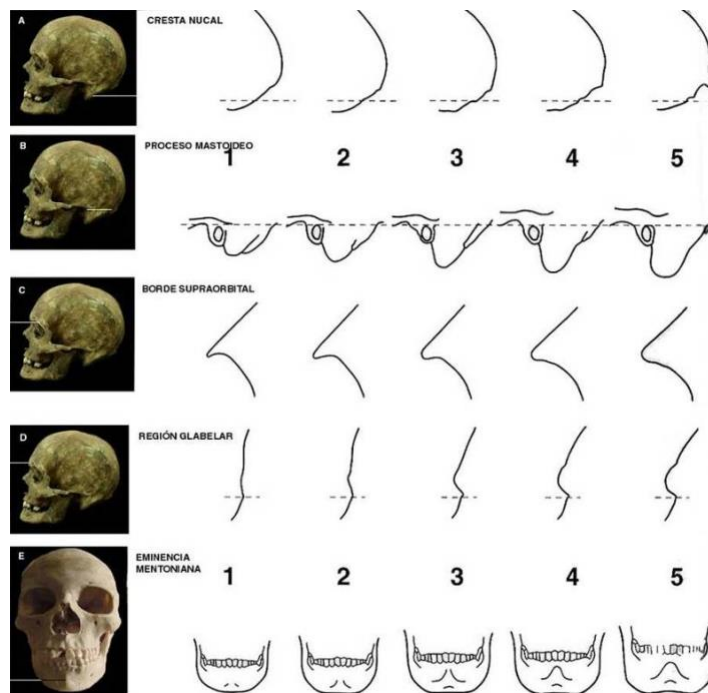 A
CRESTA NUCAL
B
PROCESO MASTOIDEO
1 2 3 4 5
C
BORDE SUPRAORBITAL
D
REGIÓN GLABELAR
E
EMINENCIA
MENTONIANA
1 2 3 4 5